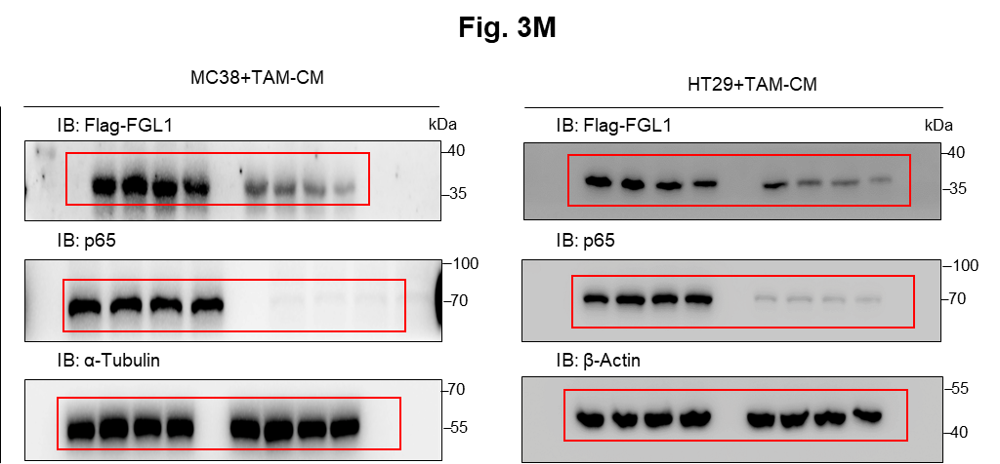 Fig. 3M
MC38+TAM-CM
IB: Flag-FGL1
kDa
40
35
IB: p65
100
70
IB: α-Tubulin
70
55
HT29+TAM-CM
IB: Flag-FGL1
kDa
40
35
IB: p65
100
70
IB: β-Actin
55
40